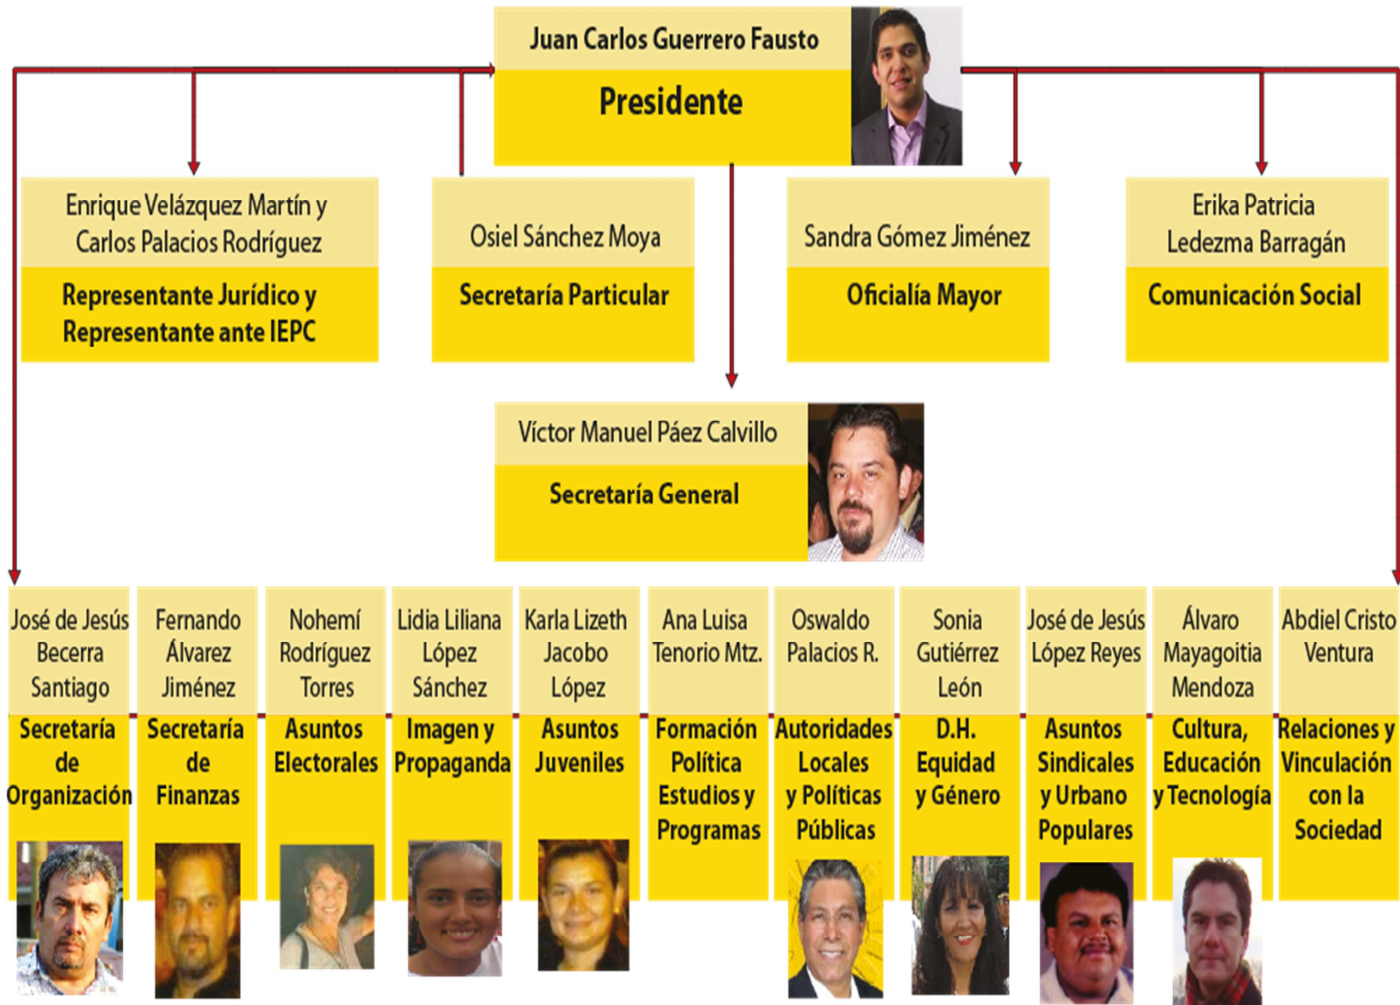 Juan Carlos Guerrero Fausto
Presidente
Enrique Velázquez Martín y
Carlos Palacios Rodríguez
Representante Jurídico y
Representante ante IEPC
Osiel Sánchez Moya
Secretaría Particular
Sandra Gómez Jiménez
Oficialía Mayor
Erika Patricia
Ledezma Barragán
Comunicación Social
Víctor Manuel Páez Calvillo
Secretaría General
José de Jesús
Becerra
Santiago
Secretaría
de
Organización
Fernando
Álvarez
Jiménez
Secretaría
de
Finanzas
Nohemí
Rodríguez
Torres
Asuntos
Electorales
Lidia Liliana
López
Sánchez
Imagen y
Propaganda
Karla Lizeth
Jacobo
López
Asuntos
Juveniles
Ana Luisa
Tenorio Mtz.
Formación
Política
Estudios y
Programas
Oswaldo
Palacios R.
Autoridades
Locales
y Políticas
Públicas
Sonia
Gutiérrez
León
D.H.
Equidad
y Género
José de Jesús
López Reyes
Asuntos
Sindicales
y Urbano
Populares
Álvaro
Mayagoitia
Mendoza
Cultura,
Educación
y Tecnología
Abdiel Cristo
Ventura
Relaciones y
Vinculación
con la
Sociedad